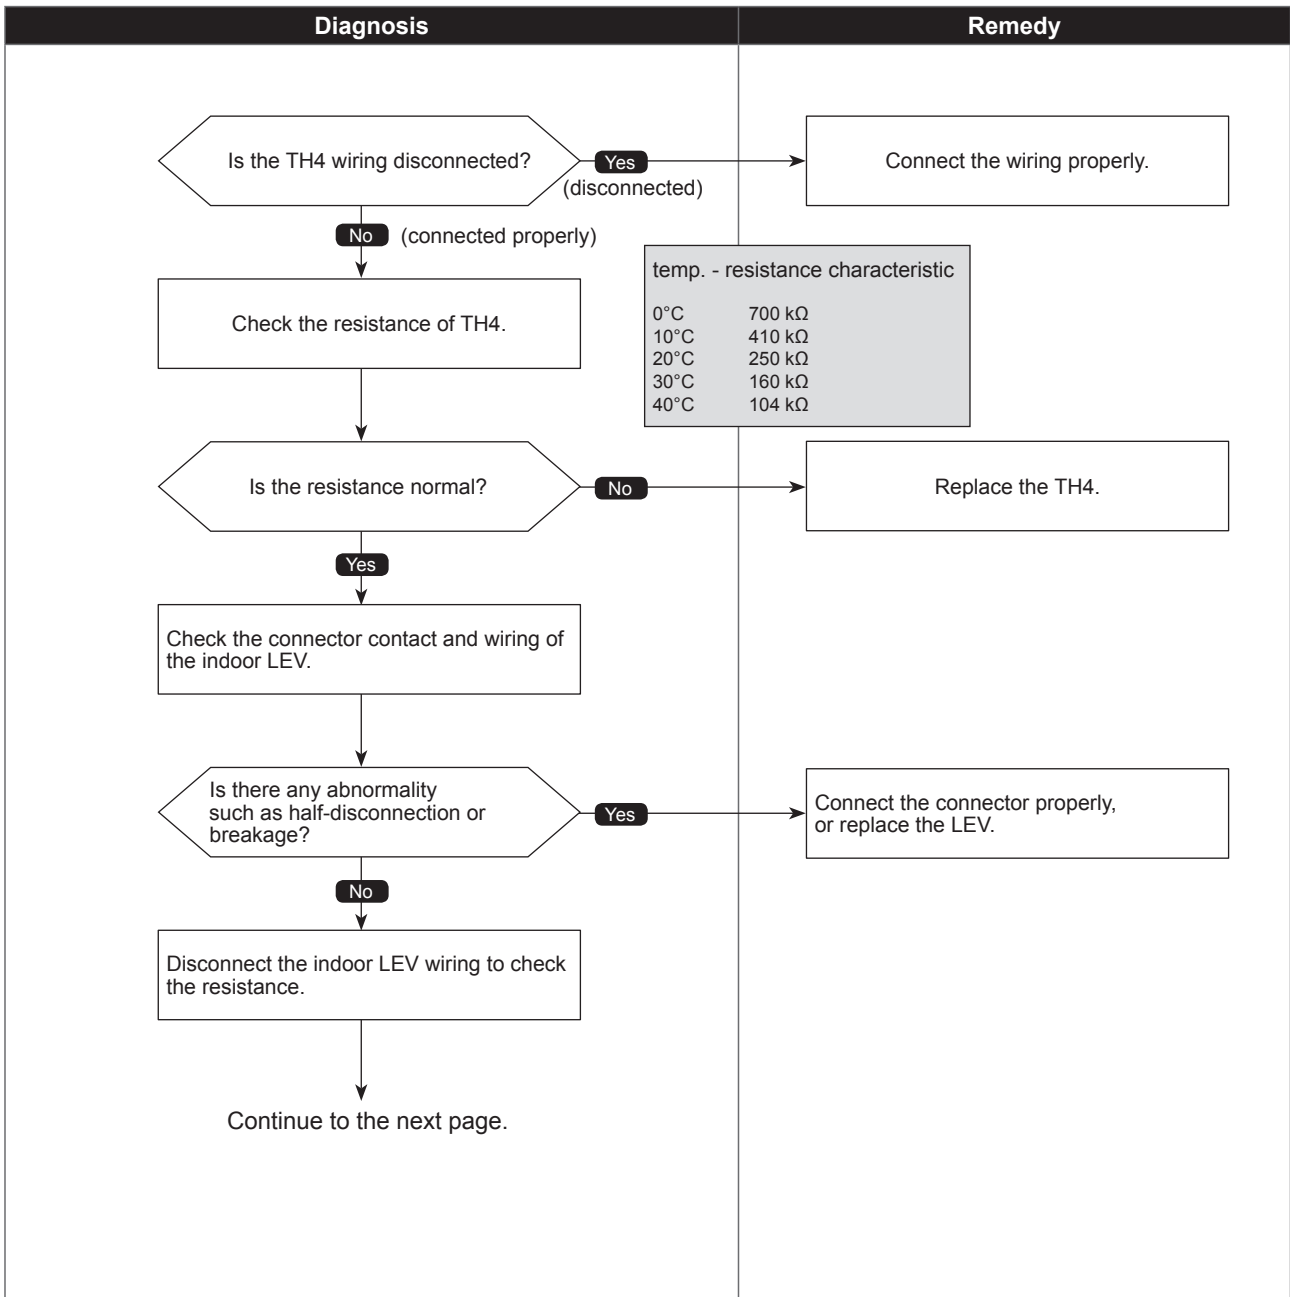 Diagnosis
Remedy
Is the TH4 wiring disconnected?
Yes
(disconnected)
Connect the wiring properly.
No (connected properly)
temp. - resistance characteristic
0°C 700 kΩ
10°C 410 kΩ
20°C 250 kΩ
30°C 160 kΩ
40°C 104 kΩ
Check the resistance of TH4.
Is the resistance normal?
No
Replace the TH4.
Yes
Check the connector contact and wiring of
the indoor LEV.
Is there any abnormality
such as half-disconnection or
breakage?
Yes
Connect the connector properly,
or replace the LEV.
No
Disconnect the indoor LEV wiring to check
the resistance.
Continue to the next page.